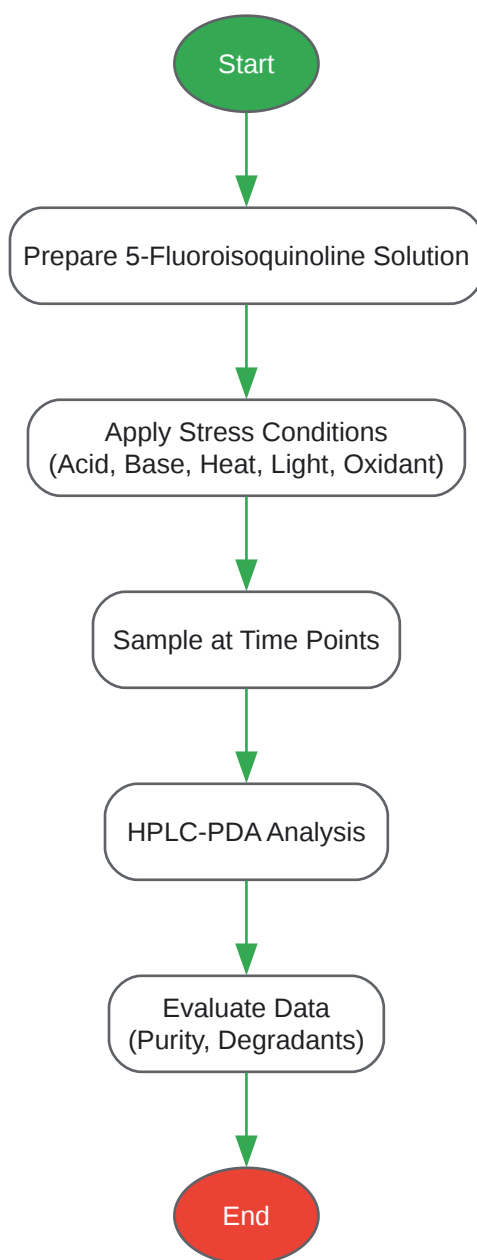 Start
Prepare 5-Fluoroisoquinoline Solution
Apply Stress Conditions
(Acid, Base, Heat, Light, Oxidant)
Sample at Time Points
HPLC-PDA Analysis
Evaluate Data
(Purity, Degradants)
End